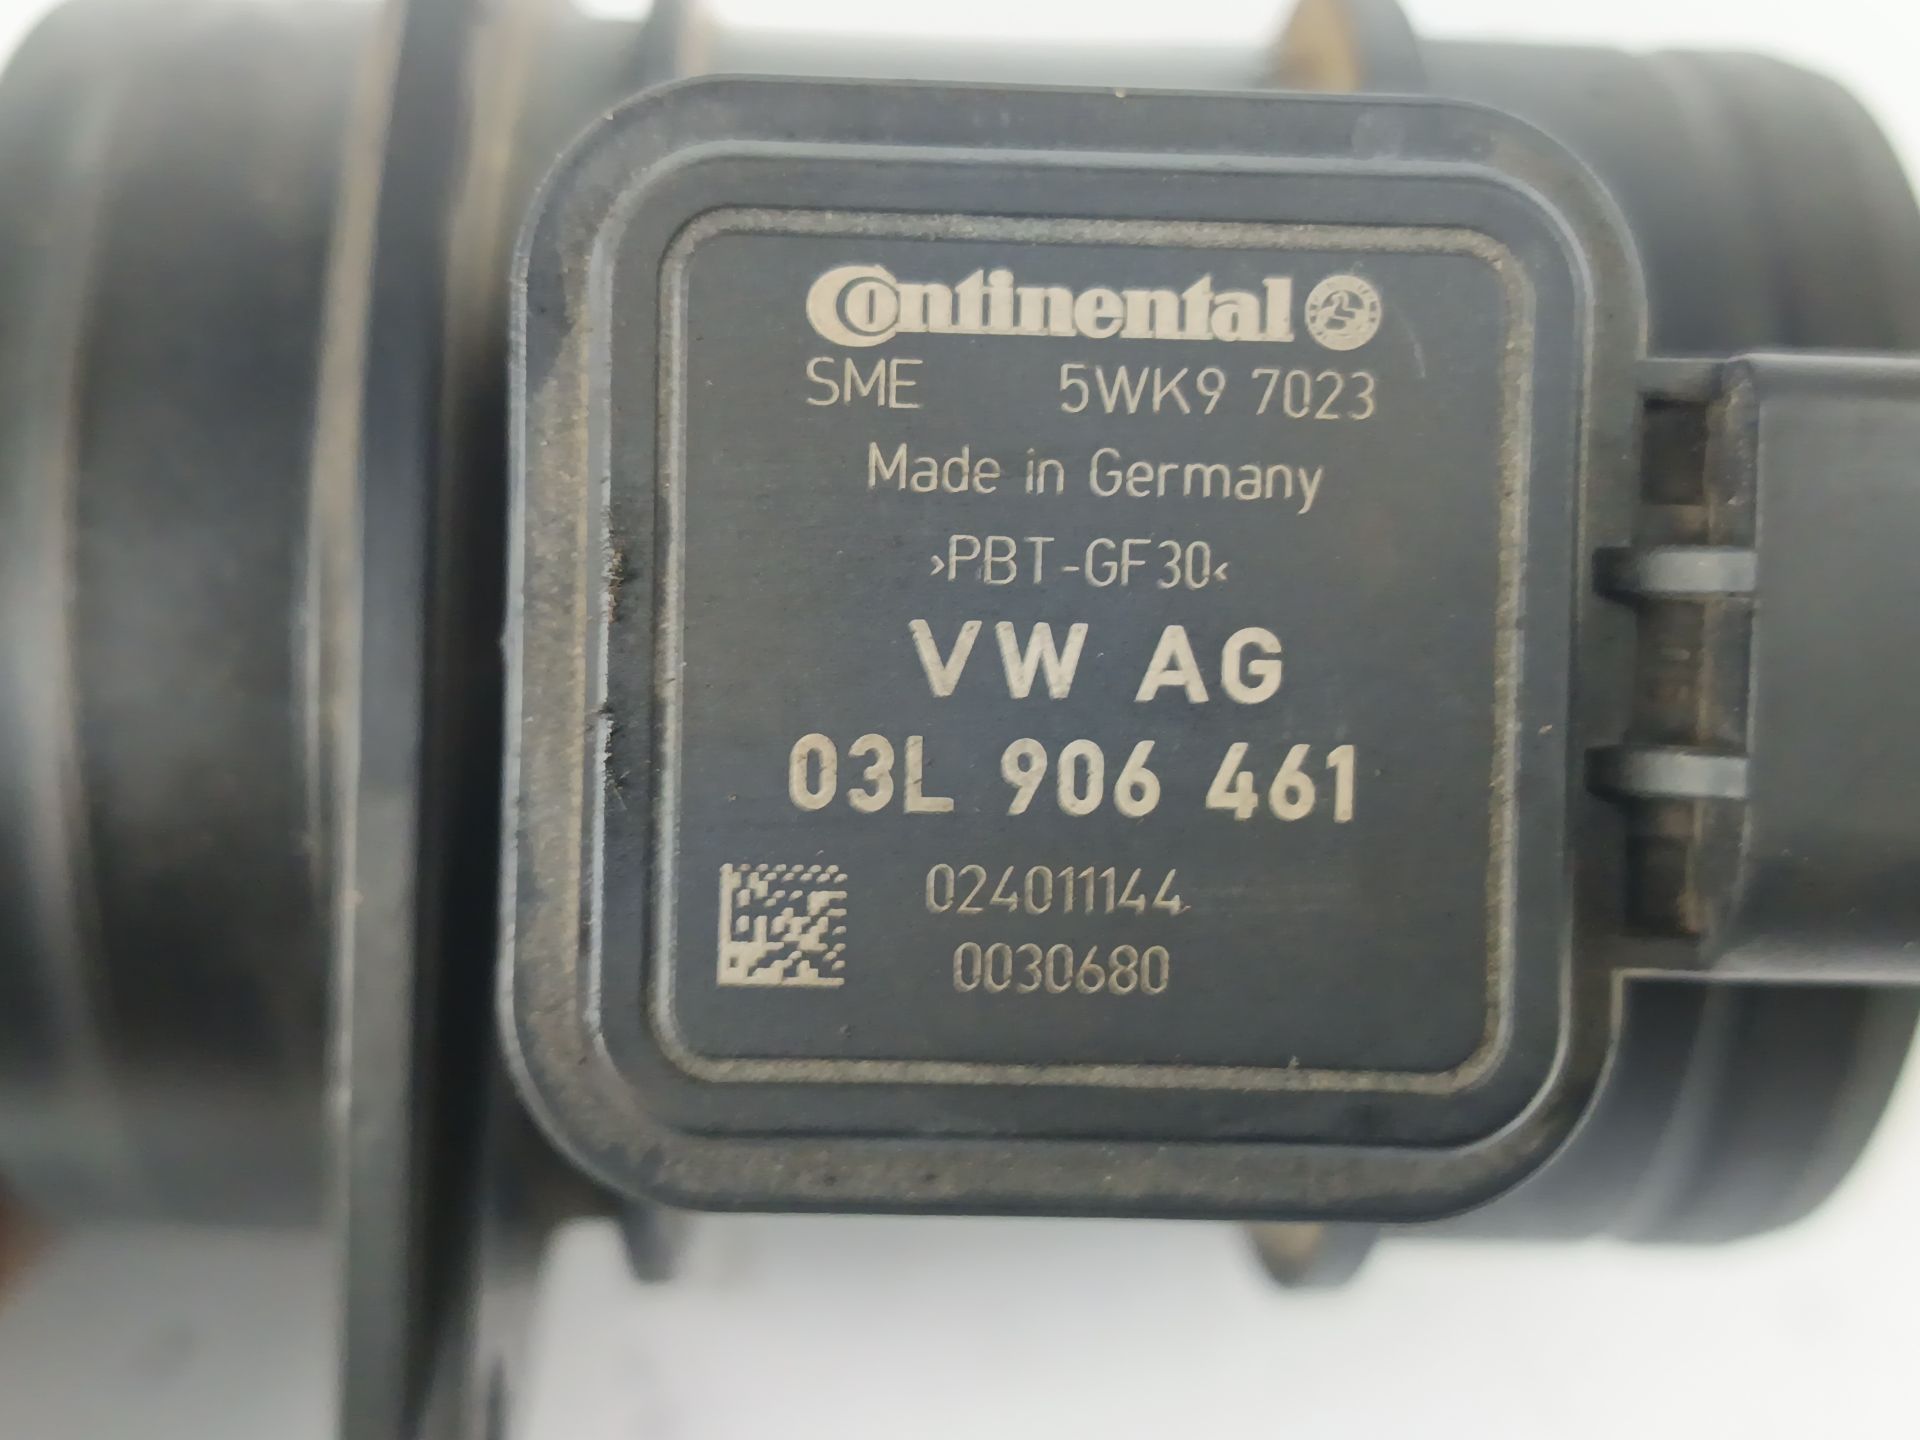 Continental
SME 5WK9 7023
Made in Germany
›PBT-GF30‹
VW AG
03L 906 461
024011144
0030680